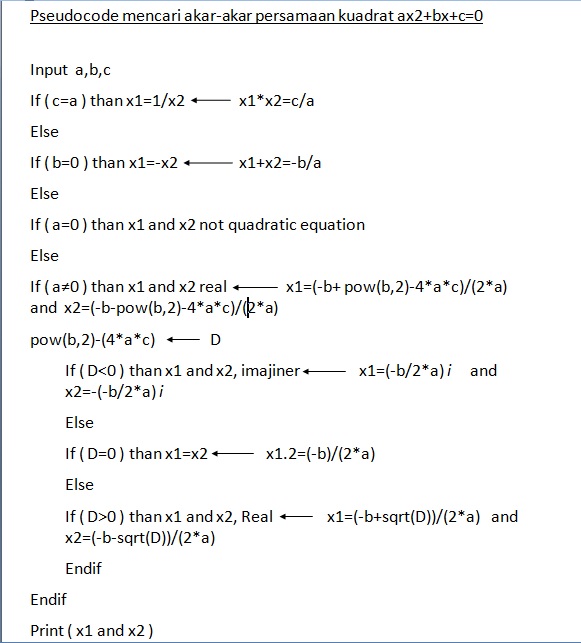 Pseudocode mencari akar-akar persamaan kuadrat ax2+bx+c=0
Input a,b,c
If ( c=a ) than x1=1/x2 ← x1*x2=c/a
Else
If ( b=0 ) than x1=-x2 ← x1+x2=-b/a
Else
If ( a=0 ) than x1 and x2 not quadratic equation
Else
If ( a≠0 ) than x1 and x2 real ← x1=(-b+ pow(b,2)-4*a*c)/(2*a)
and x2=(-b-pow(b,2)-4*a*c)/(2*a)
pow(b,2)-(4*a*c) ← D
If ( D<0 ) than x1 and x2, imajiner ← x1=(-b/2*a) i and
x2=-(-b/2*a) i
Else
If ( D=0 ) than x1=x2 ← x1.2=(-b)/(2*a)
Else
If ( D>0 ) than x1 and x2, Real ← x1=(-b+sqrt(D))/(2*a) and
x2=(-b-sqrt(D))/(2*a)
Endif
Endif
Print ( x1 and x2 )